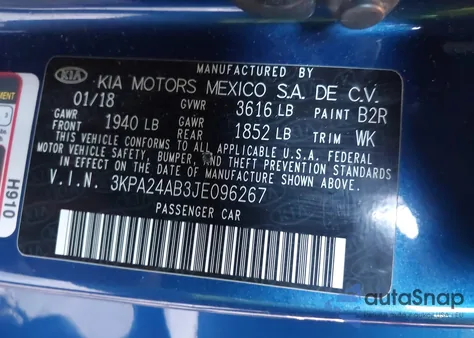 MANUFACTURED BY
KIA KIA MOTORS MEXICO S.A. DE C.V.
01/18 GVWR 3616 LB PAINT B2R
GAWR FRONT 1940 LB GAWR REAR 1852 LB TRIM WK
THIS VEHICLE CONFORMS TO ALL APPLICABLE U.S.A. FEDERAL
MOTOR VEHICLE SAFETY, BUMPER, AND THEFT PREVENTION STANDARDS
IN EFFECT ON THE DATE OF MANUFACTURE SHOWN ABOVE.
V.I.N. 3KPA24AB3JE096267
PASSENGER CAR
H910
autoSnap